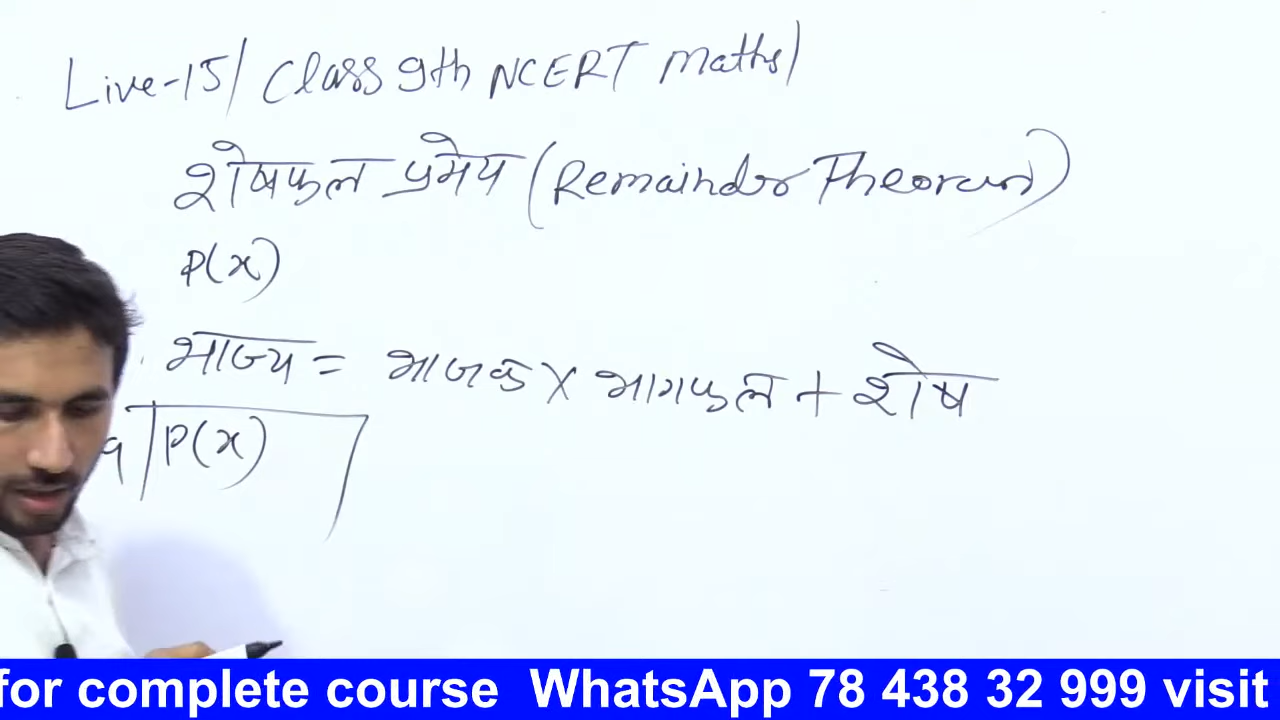 Live-15/ Class 9th NCERT Maths/
शेषफल प्रमेय (Remainder Theorem)
P(x)
भाज्य = भाजक X भागफल + शेष
P(x)
for complete course WhatsApp 78 438 32 999 visit